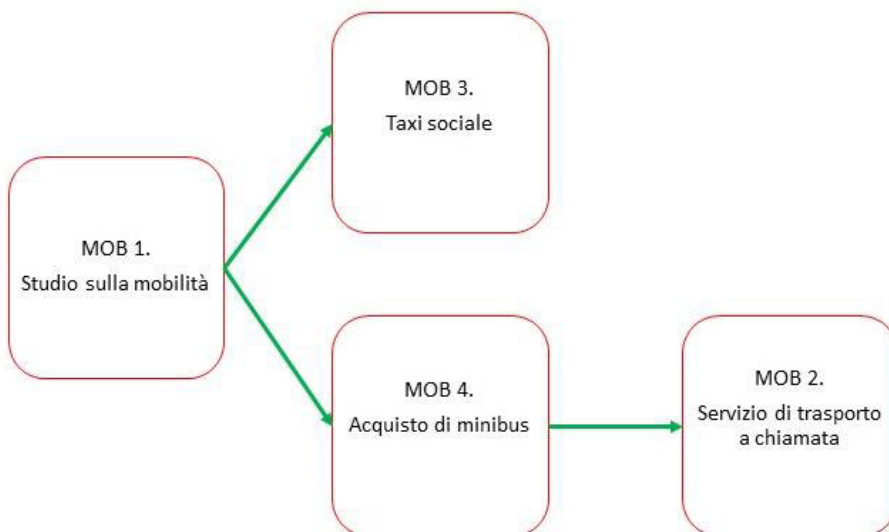 MOB 3.
Taxi sociale
MOB 1.
Studio sulla mobilità
MOB 4.
Acquisto di minibus
MOB 2.
Servizio di trasporto
a chiamata